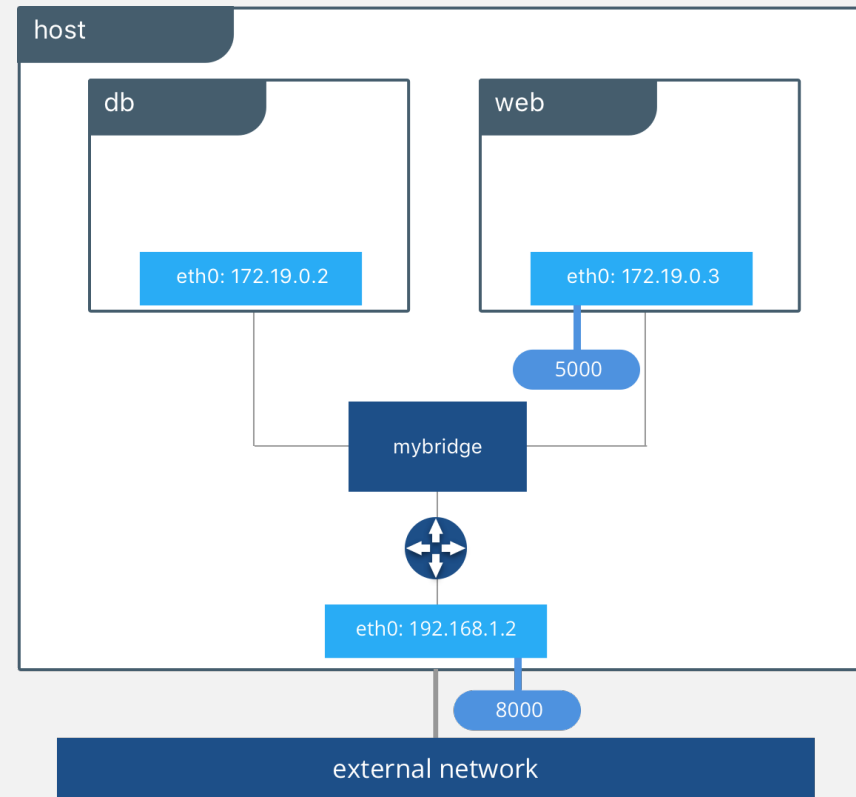 host
db
web
eth0: 172.19.0.2
eth0: 172.19.0.3
5000
mybridge
eth0: 192.168.1.2
8000
external network